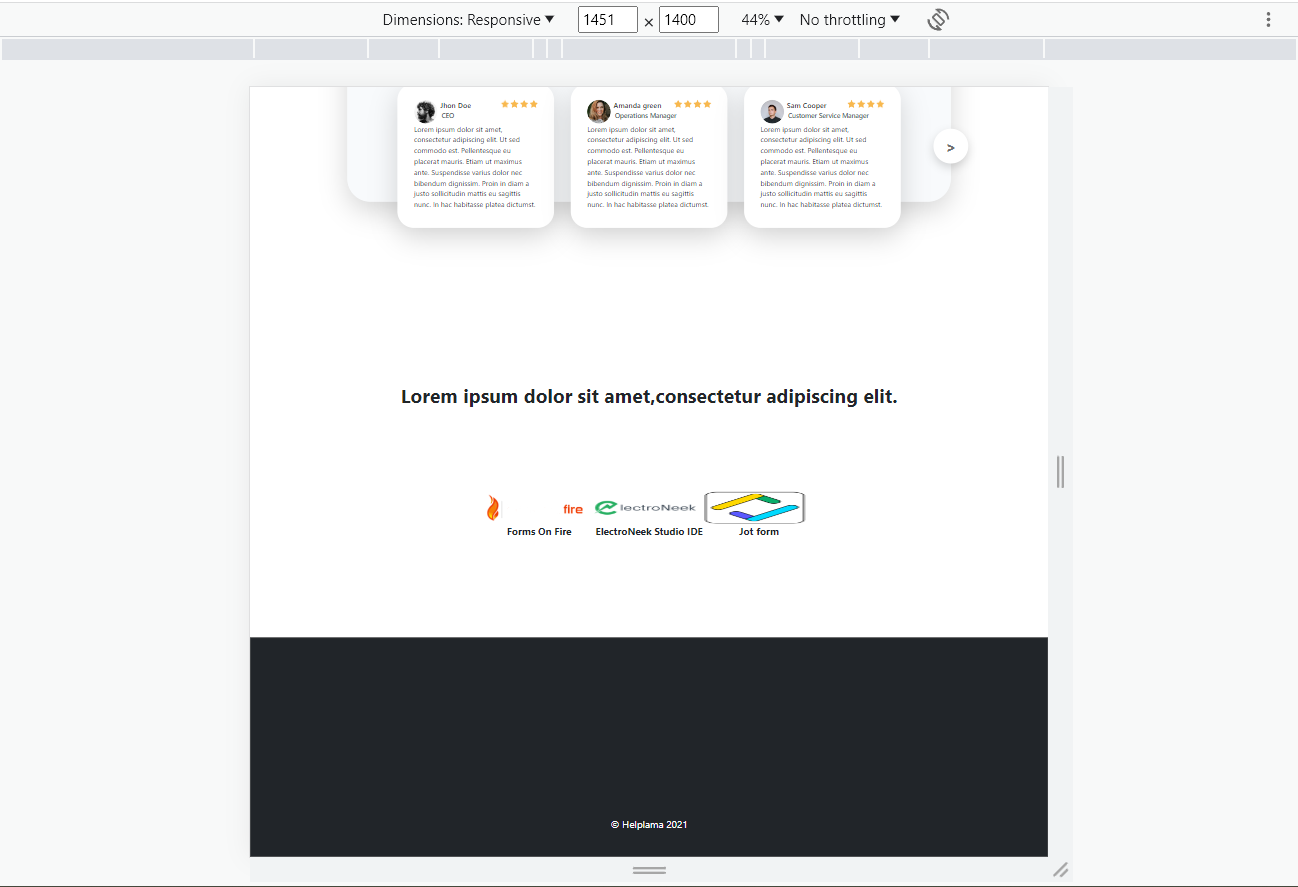 Dimensions: Responsive ▼ 1451 × 1400 44% ▼ No throttling ▼
Jhon Doe
CEO
Lorem ipsum dolor sit amet,
consectetur adipiscing elit. Ut sed
commodo est. Pellentesque eu
placerat mauris. Etiam ut maximus
ante. Suspendisse varius dolor nec
bibendum dignissim. Proin in diam a
justo sollicitudin mattis eu sagittis
nunc. In hac habitasse platea dictumst.
Amanda green
Operations Manager
Lorem ipsum dolor sit amet,
consectetur adipiscing elit. Ut sed
commodo est. Pellentesque eu
placerat mauris. Etiam ut maximus
ante. Suspendisse varius dolor nec
bibendum dignissim. Proin in diam a
justo sollicitudin mattis eu sagittis
nunc. In hac habitasse platea dictumst.
Sam Cooper
Customer Service Manager
Lorem ipsum dolor sit amet,
consectetur adipiscing elit. Ut sed
commodo est. Pellentesque eu
placerat mauris. Etiam ut maximus
ante. Suspendisse varius dolor nec
bibendum dignissim. Proin in diam a
justo sollicitudin mattis eu sagittis
nunc. In hac habitasse platea dictumst.
>
Lorem ipsum dolor sit amet,consectetur adipiscing elit.
fire
lectroNeek
Forms On Fire
ElectroNeek Studio IDE
Jot form
© Helplama 2021